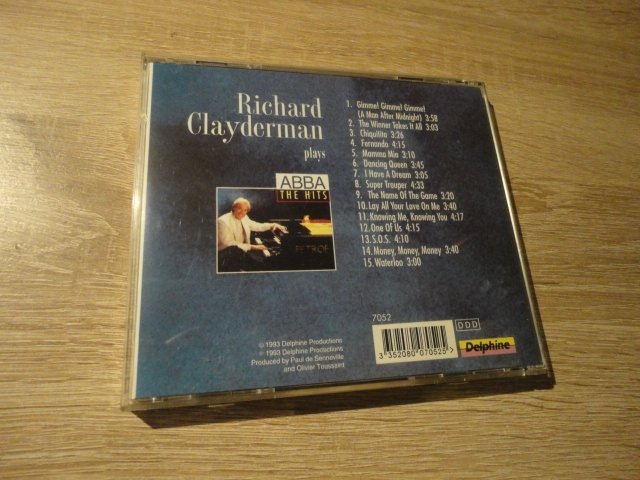 Richard
Clayderman
plays
ABBA
THE HITS
PETROF
1. Gimme! Gimme! Gimme!
(A Man After Midnight) 3:58
2. The Winner Takes It All 3:03
3. Chiquitita 3:26
4. Fernando 4:15
5. Mamma Mia 3:10
6. Dancing Queen 3:45
7. I Have A Dream 3:05
8. Super Trouper 4:33
9. The Name Of The Game 3:20
10. Lay All Your Love On Me 3:40
11. Knowing Me, Knowing You 4:17
12. One Of Us 4:15
13. S.O.S. 4:10
14. Money, Money, Money 3:40
15. Waterloo 3:00
© 1993 Delphine Productions
℗ 1993 Delphine Productions
Produced by Paul de Senneville
and Olivier Toussaint
7052
3 352080 070525 >
DDD
Delphine